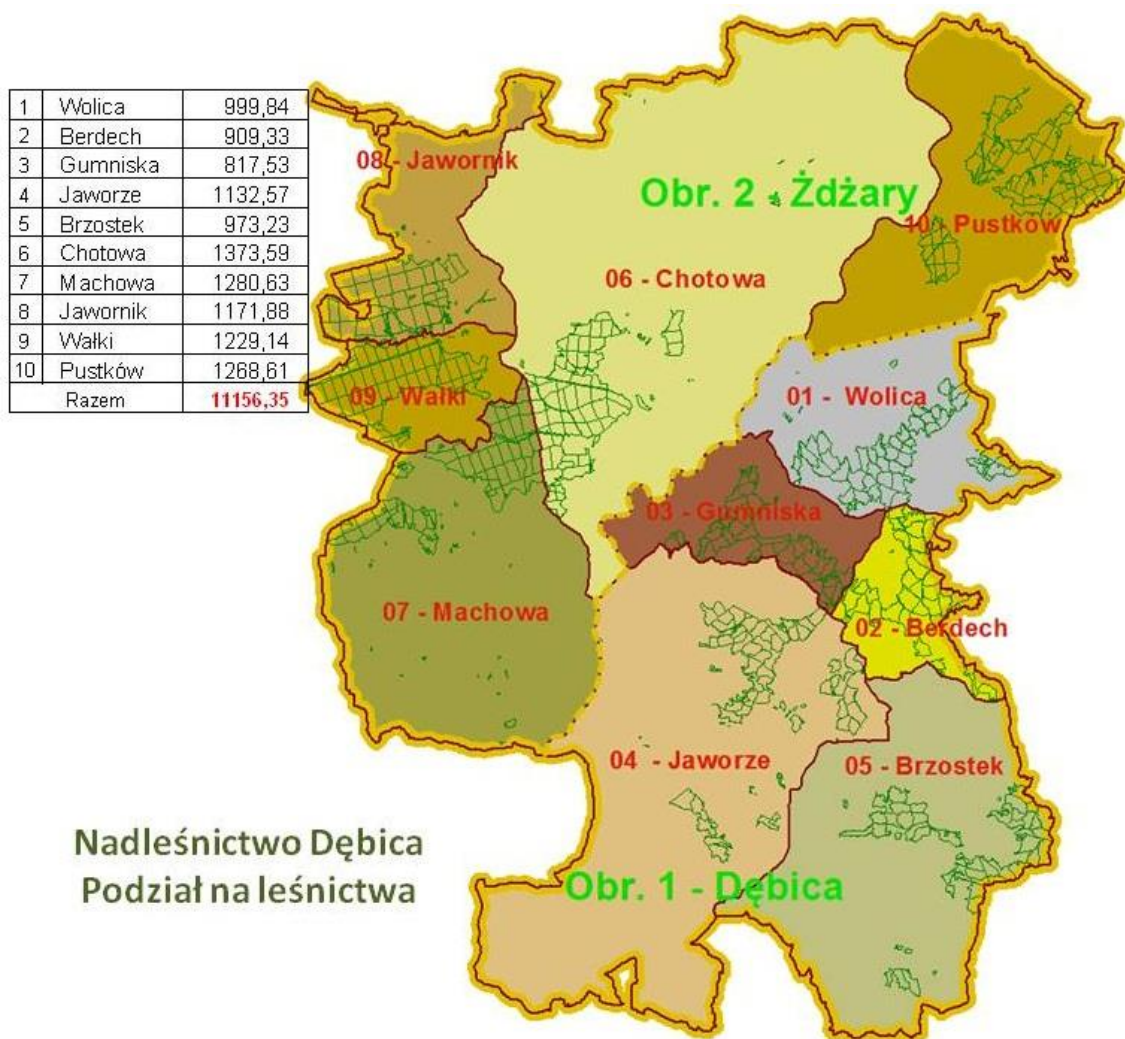 1 Wolica 999,84
2 Berdech 909,33
3 Gumniska 817,53
4 Jaworze 1132,57
5 Brzostek 973,23
6 Chotowa 1373,59
7 Machowa 1280,63
8 Jawornik 1171,88
9 Wałki 1229,14
10 Pustków 1268,61
Razem 11156,35
08 - Jawornik
Obr. 2 - Żdżary
10 - Pustków
06 - Chotowa
09 - Wałki
01 - Wolica
03 - Gumniska
07 - Machowa
02 - Berdech
04 - Jaworze
05 - Brzostek
Nadleśnictwo Dębica
Podział na leśnictwa
Obr. 1 - Dębica